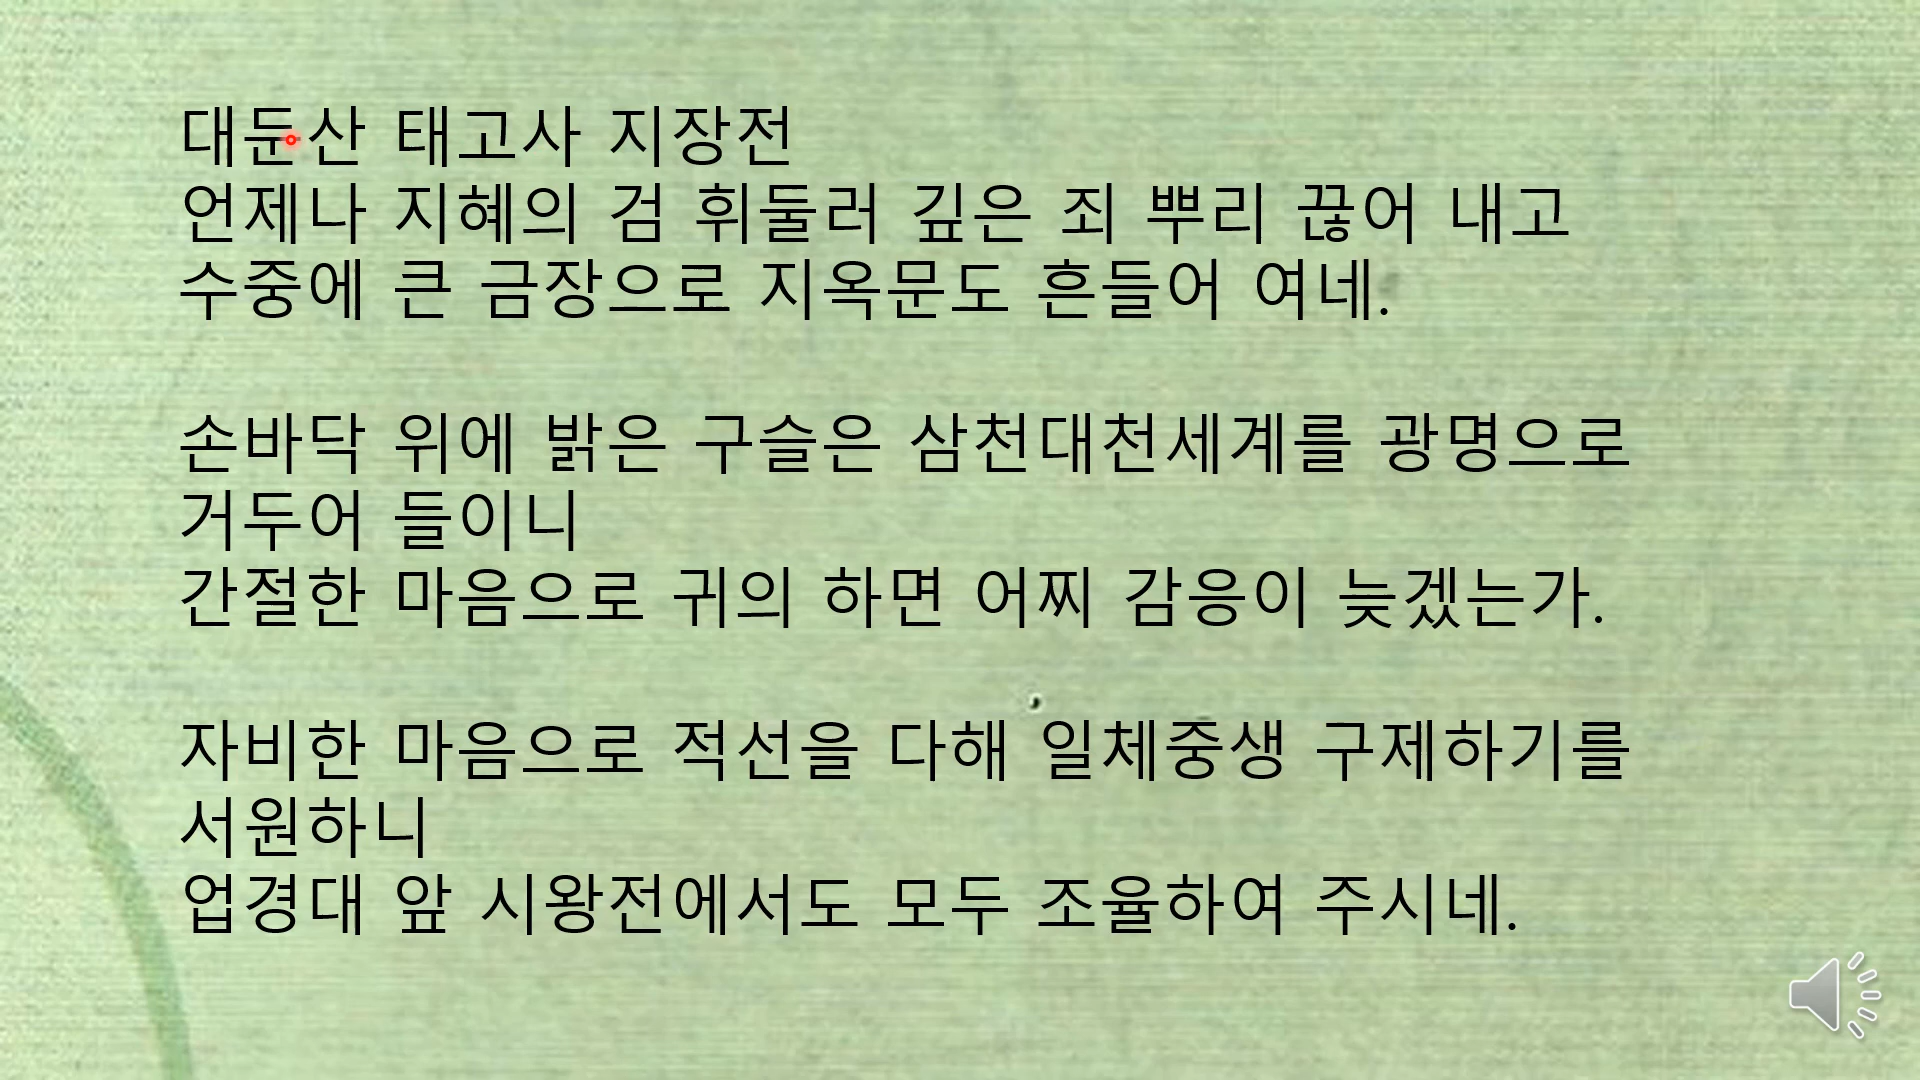 대둔산 태고사 지장전
언제나 지혜의 검 휘둘러 깊은 죄 뿌리 끊어 내고
수중에 큰 금장으로 지옥문도 흔들어 여네.
손바닥 위에 밝은 구슬은 삼천대천세계를 광명으로
거두어 들이니
간절한 마음으로 귀의 하면 어찌 감응이 늦겠는가.
자비한 마음으로 적선을 다해 일체중생 구제하기를
서원하니
업경대 앞 시왕전에서도 모두 조율하여 주시네.